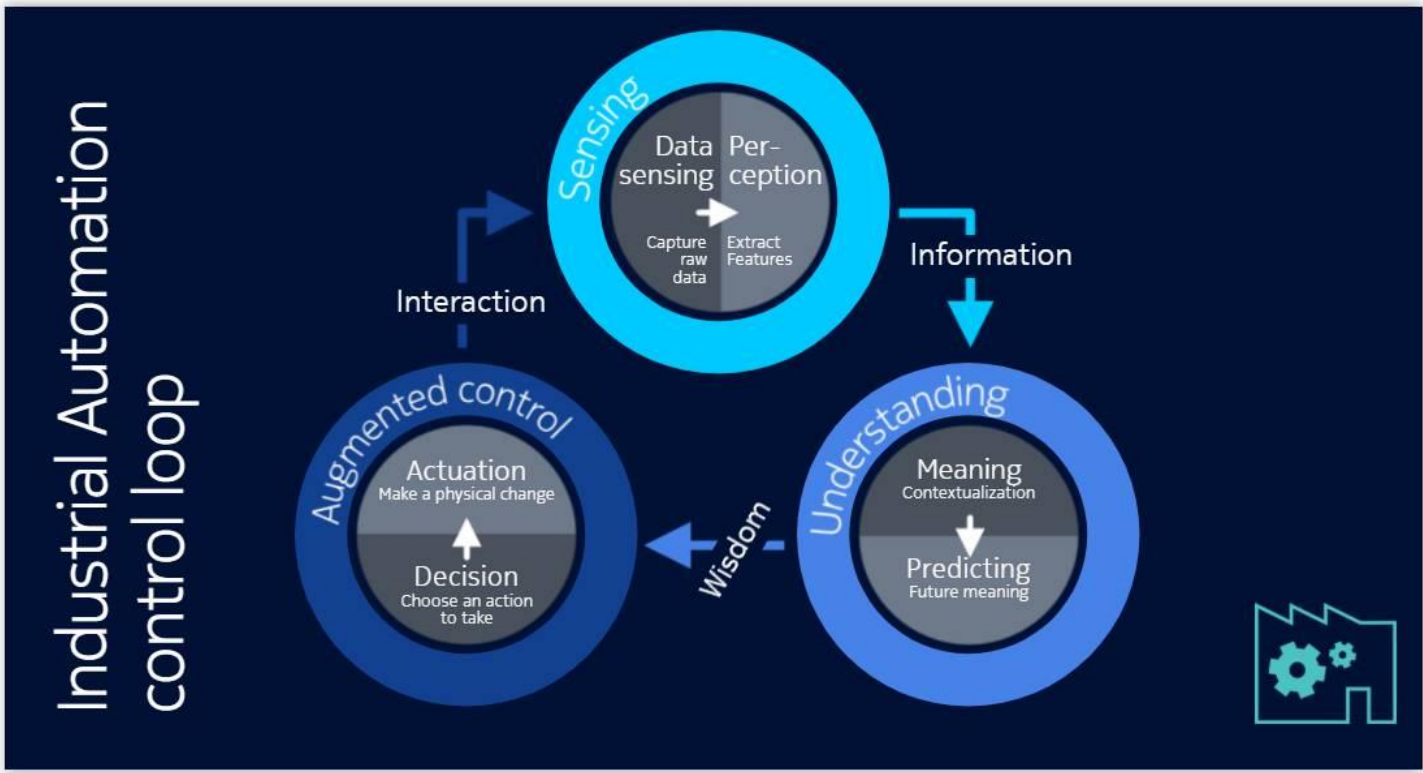 Industrial Automation
control loop
Sensing
Data
sensing
Capture
raw
data
Per-
ception
Extract
Features
Information
Understanding
Meaning
Contextualization
Predicting
Future meaning
Wisdom
Augmented control
Actuation
Make a physical change
Decision
Choose an action
to take
Interaction